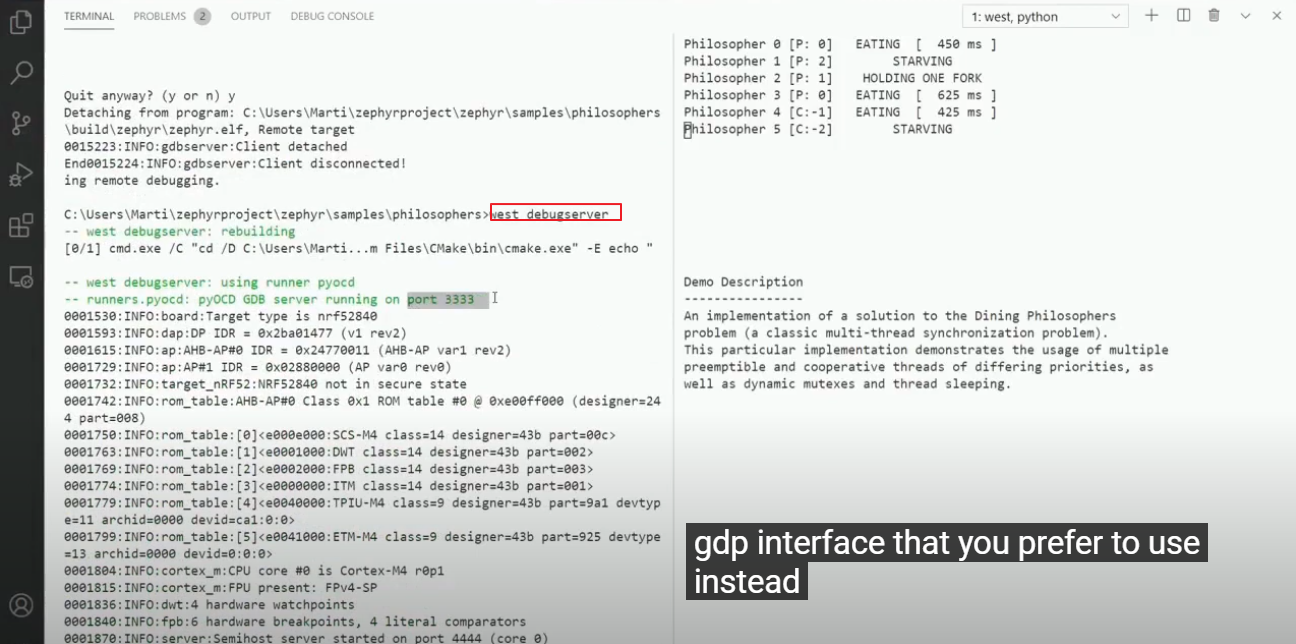 TERMINAL PROBLEMS 2 OUTPUT DEBUG CONSOLE
1: west, python
Quit anyway? (y or n) y
Detaching from program: C:\Users\Marti\zephyrproject\zephyr\samples\philosophers
\build\zephyr\zephyr.elf, Remote target
0015223:INFO:gdbserver:Client detached
End0015224:INFO:gdbserver:Client disconnected!
ing remote debugging.
C:\Users\Marti\zephyrproject\zephyr\samples\philosophers>west debugserver
-- west debugserver: rebuilding
[0/1] cmd.exe /C "cd /D C:\Users\Marti...m Files\CMake\bin\cmake.exe" -E echo "
-- west debugserver: using runner pyocd
-- runners.pyocd: pyOCD GDB server running on port 3333
0001530:INFO:board:Target type is nrf52840
0001593:INFO:dap:DP IDR = 0x2ba01477 (v1 rev2)
0001615:INFO:ap:AHB-AP#0 IDR = 0x24770011 (AHB-AP var1 rev2)
0001729:INFO:ap:AP#1 IDR = 0x02880000 (AP var0 rev0)
0001732:INFO:target_nRF52:NRF52840 not in secure state
0001742:INFO:rom_table:AHB-AP#0 Class 0x1 ROM table #0 @ 0xe00ff000 (designer=24
4 part=008)
0001750:INFO:rom_table:[0]<e000e000:SCS-M4 class=14 designer=43b part=00c>
0001763:INFO:rom_table:[1]<e0001000:DWT class=14 designer=43b part=002>
0001769:INFO:rom_table:[2]<e0002000:FPB class=14 designer=43b part=003>
0001774:INFO:rom_table:[3]<e0000000:ITM class=14 designer=43b part=001>
0001779:INFO:rom_table:[4]<e0040000:TPIU-M4 class=9 designer=43b part=9a1 devtyp
e=11 archid=0000 devid=ca1:0:0>
0001799:INFO:rom_table:[5]<e0041000:ETM-M4 class=9 designer=43b part=925 devtype
=13 archid=0000 devid=0:0:0>
0001804:INFO:cortex_m:CPU core #0 is Cortex-M4 r0p1
0001815:INFO:cortex_m:FPU present: FPv4-SP
0001836:INFO:dwt:4 hardware watchpoints
0001840:INFO:fpb:6 hardware breakpoints, 4 literal comparators
0001870:INFO:server:Semihost server started on port 4444 (core 0)
Philosopher 0 [P: 0] EATING [ 450 ms ]
Philosopher 1 [P: 2] STARVING
Philosopher 2 [P: 1] HOLDING ONE FORK
Philosopher 3 [P: 0] EATING [ 625 ms ]
Philosopher 4 [C:-1] EATING [ 425 ms ]
Philosopher 5 [C:-2] STARVING
Demo Description
----------------
An implementation of a solution to the Dining Philosophers
problem (a classic multi-thread synchronization problem).
This particular implementation demonstrates the usage of multiple
preemptible and cooperative threads of differing priorities, as
well as dynamic mutexes and thread sleeping.
gdp interface that you prefer to use
instead